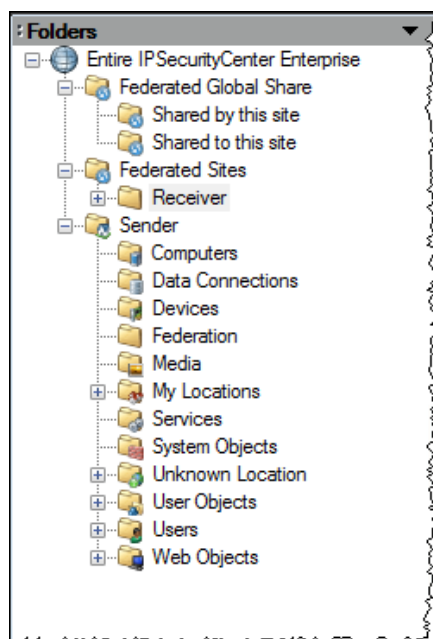 Folders
Entire IPSecurityCenter Enterprise
Federated Global Share
Shared by this site
Shared to this site
Federated Sites
Receiver
Sender
Computers
Data Connections
Devices
Federation
Media
My Locations
Services
System Objects
Unknown Location
User Objects
Users
Web Objects